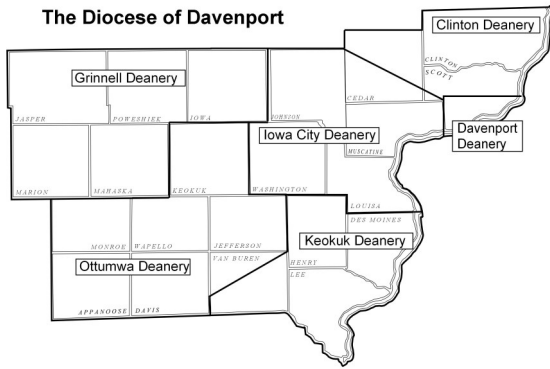 The Diocese of Davenport
Clinton Deanery
Grinnell Deanery
CLINTON
SCOTT
CEDAR
JASPER
POWESHIEK
IOWA
JOHNSON
Iowa City Deanery
Davenport
Deanery
MUSCATINE
MARION
MAHASKA
KEOKUK
WASHINGTON
LOUISA
DES MOINES
MONROE
WAPELLO
JEFFERSON
Keokuk Deanery
VAN BUREN
HENRY
Ottumwa Deanery
LEE
APPANOOSE
DAVIS